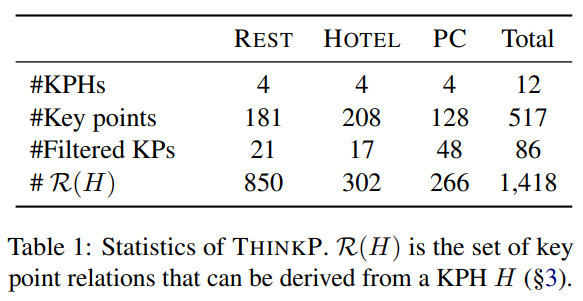 REST HOTEL PC Total
#KPHs 4 4 4 12
#Key points 181 208 128 517
#Filtered KPs 21 17 48 86
# R(H) 850 302 266 1,418
Table 1: Statistics of THINKP. R(H) is the set of key
point relations that can be derived from a KPH H (§3).